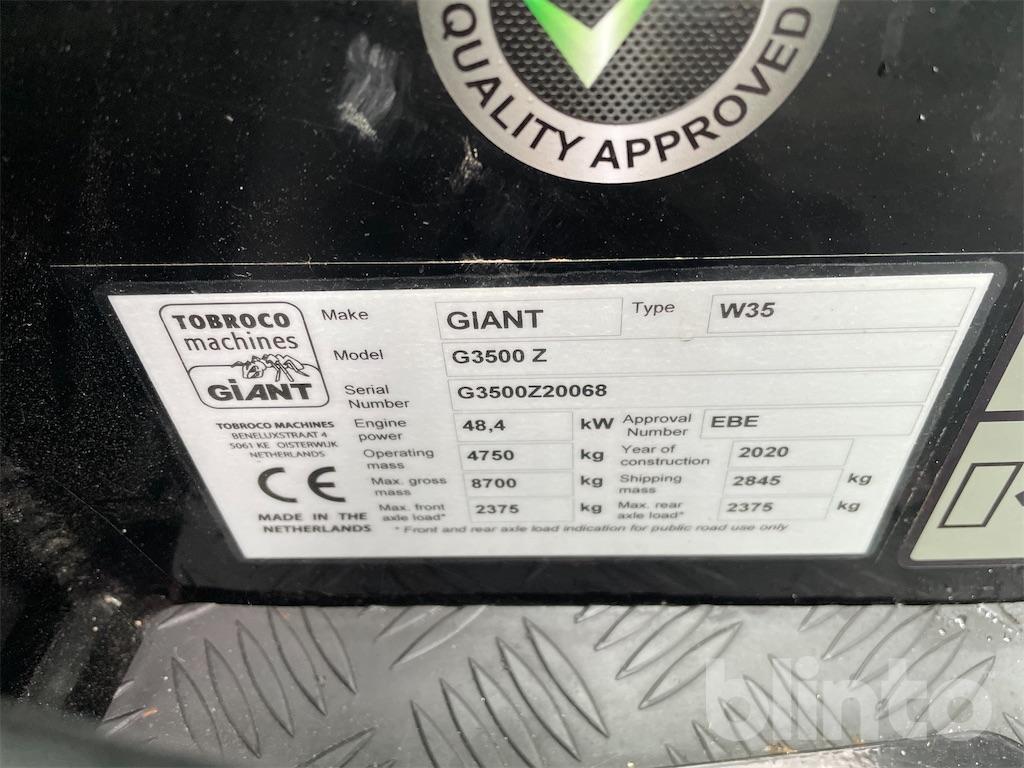 QUALITY APPROVED
TOBROCO
machines
GiANT
TOBROCO MACHINES
BENELUXSTRAAT 4
5061 KE OISTERWIJK
NETHERLANDS
CE
MADE IN THE
NETHERLANDS
Make GIANT Type W35
Model G3500 Z
Serial Number G3500Z20068
Engine power 48,4 kW Approval Number EBE
Operating mass 4750 kg Year of construction 2020
Max. gross mass 8700 kg Shipping mass 2845 kg
Max. front axle load* 2375 kg Max. rear axle load* 2375 kg
* Front and rear axle load indication for public road use only
blinto